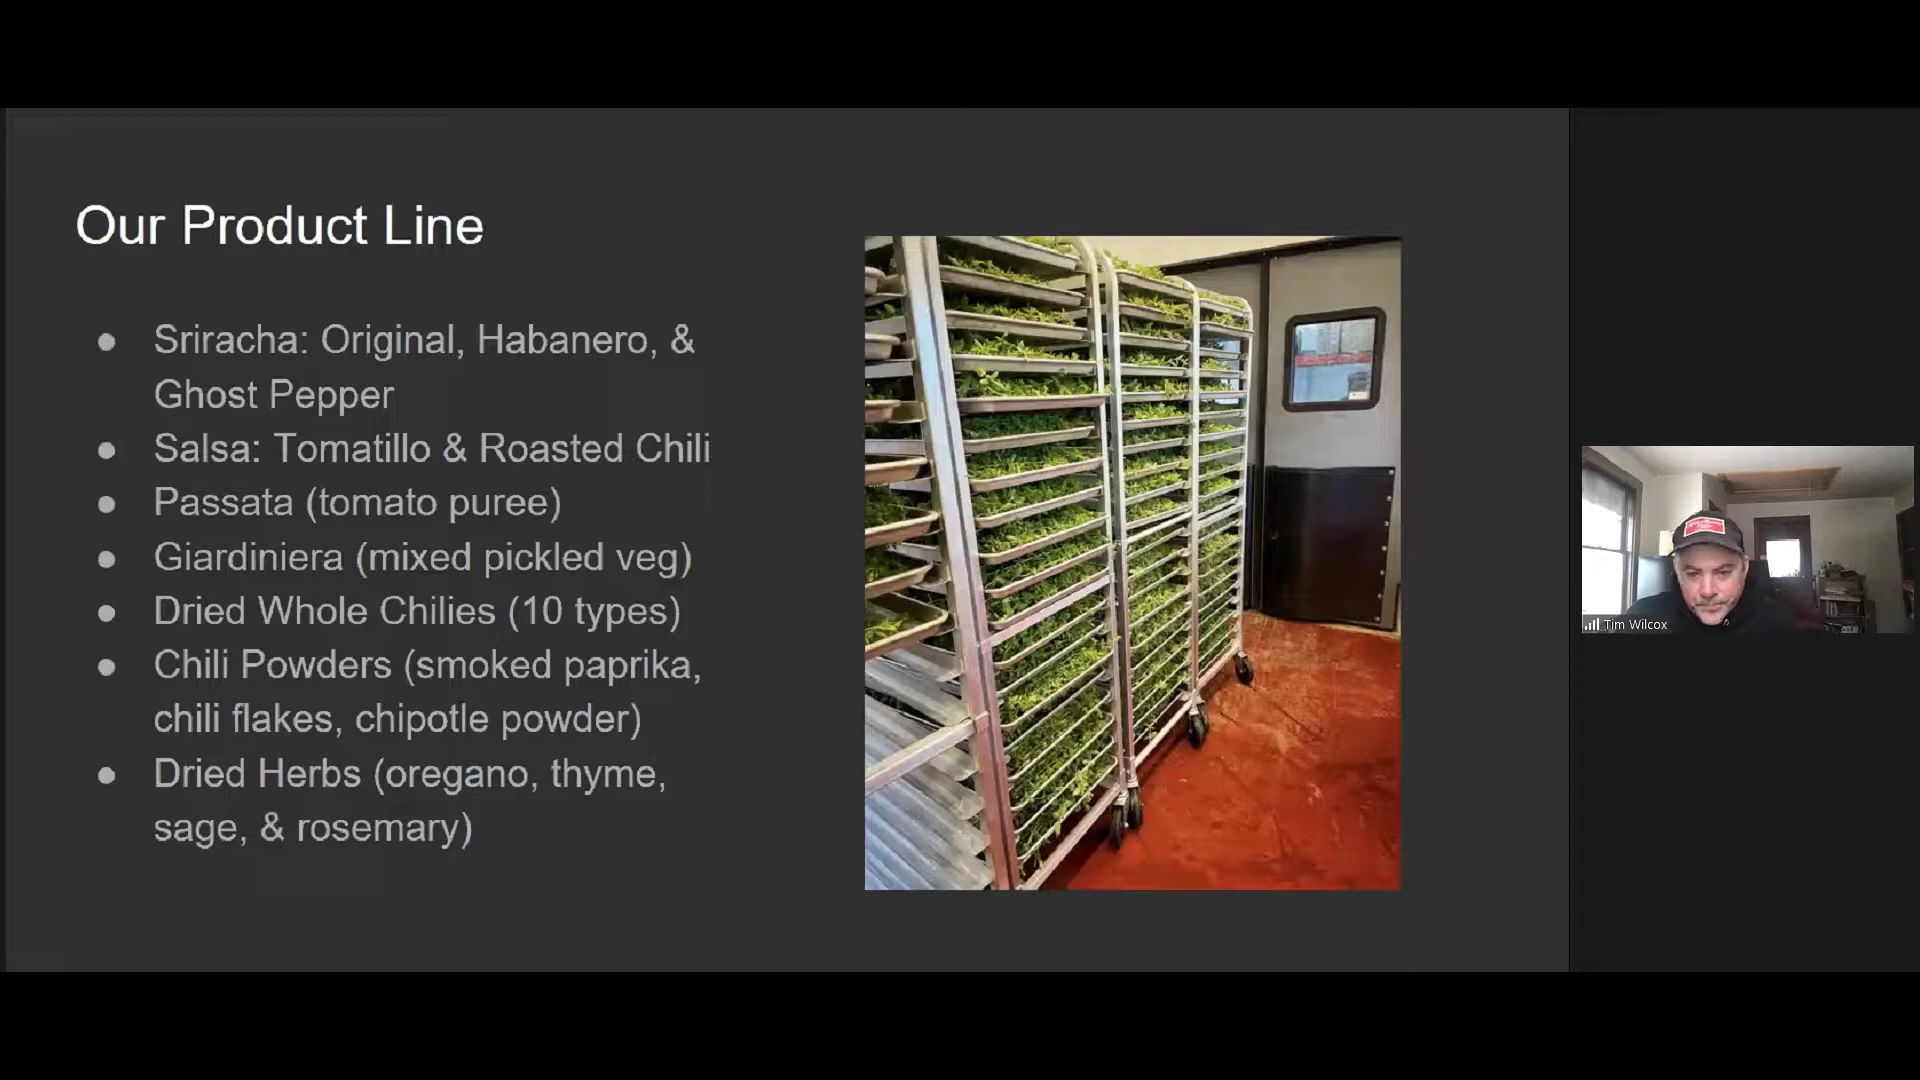 Our Product Line
● Sriracha: Original, Habanero, &
Ghost Pepper
● Salsa: Tomatillo & Roasted Chili
● Passata (tomato puree)
● Giardiniera (mixed pickled veg)
● Dried Whole Chilies (10 types)
● Chili Powders (smoked paprika,
chili flakes, chipotle powder)
● Dried Herbs (oregano, thyme,
sage, & rosemary)
Tim Wilcox